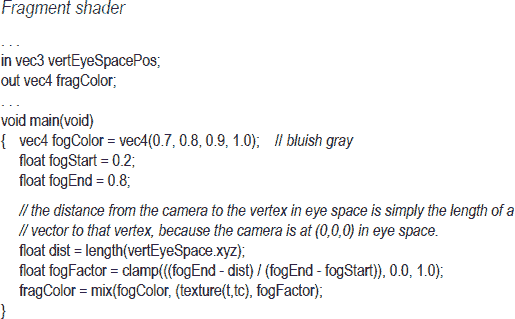 Fragment shader
. . .
in vec3 vertEyeSpacePos;
out vec4 fragColor;
. . .
void main(void)
{ vec4 fogColor = vec4(0.7, 0.8, 0.9, 1.0); // bluish gray
float fogStart = 0.2;
float fogEnd = 0.8;
// the distance from the camera to the vertex in eye space is simply the length of a
// vector to that vertex, because the camera is at (0,0,0) in eye space.
float dist = length(vertEyeSpace.xyz);
float fogFactor = clamp(((fogEnd - dist) / (fogEnd - fogStart)), 0.0, 1.0);
fragColor = mix(fogColor, (texture(t,tc), fogFactor);
}